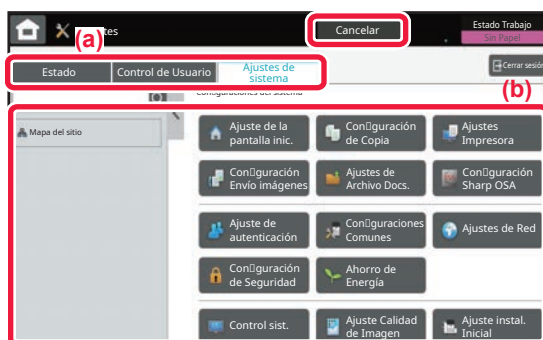 (a)
tes
Cancelar
Estado Trabajo
Sin Papel
Estado
Control de Usuario
Ajustes de
sistema
Cerrar sesión
(b)
del sistema
Mapa del sitio
Ajuste de la
pantalla inic.
Con▯guración
de Copia
Ajustes
Impresora
Con▯guración
Envío imágenes
Ajustes de
Archivo Docs.
Con▯guración
Sharp OSA
Ajuste de
autenticación
Con▯guraciones
Comunes
Ajustes de Red
Con▯guración
de Seguridad
Ahorro de
Energía
Control sist.
Ajuste Calidad
de Imagen
Ajuste instal.
Inicial